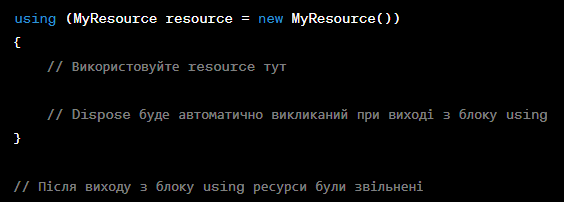 using (MyResource resource = new MyResource())
{
// Використовуйте resource тут
// Dispose буде автоматично викликаний при виході з блоку using
}
// Після виходу з блоку using ресурси були звільнені